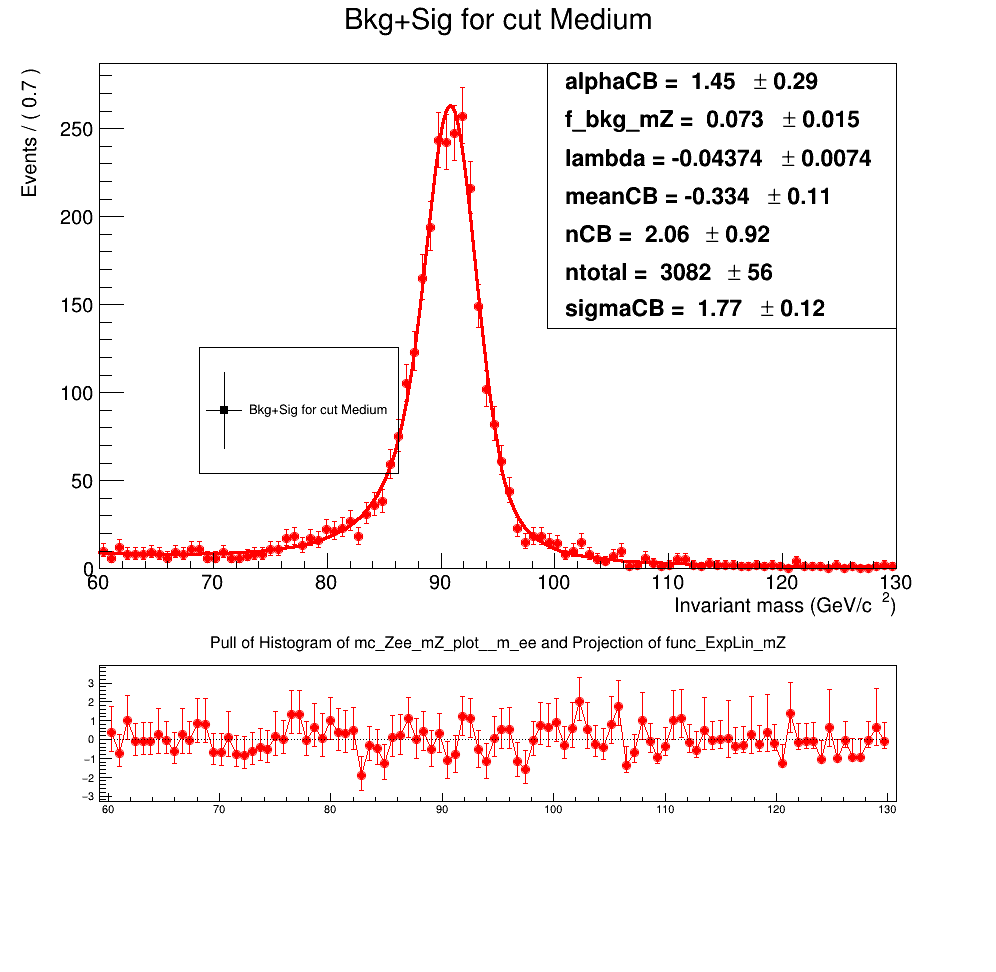 Bkg+Sig for cut Medium
Events / ( 0.7 )
250
200
150
100
50
0
alphaCB = 1.45 ± 0.29
f_bkg_mZ = 0.073 ± 0.015
lambda = -0.04374 ± 0.0074
meanCB = -0.334 ± 0.11
nCB = 2.06 ± 0.92
ntotal = 3082 ± 56
sigmaCB = 1.77 ± 0.12
Bkg+Sig for cut Medium
60 70 80 90 100 110 120 130
Invariant mass (GeV/c 2)
Pull of Histogram of mc_Zee_mZ_plot__m_ee and Projection of func_ExpLin_mZ
3
2
1
0
−1
−2
−3
60 70 80 90 100 110 120 130